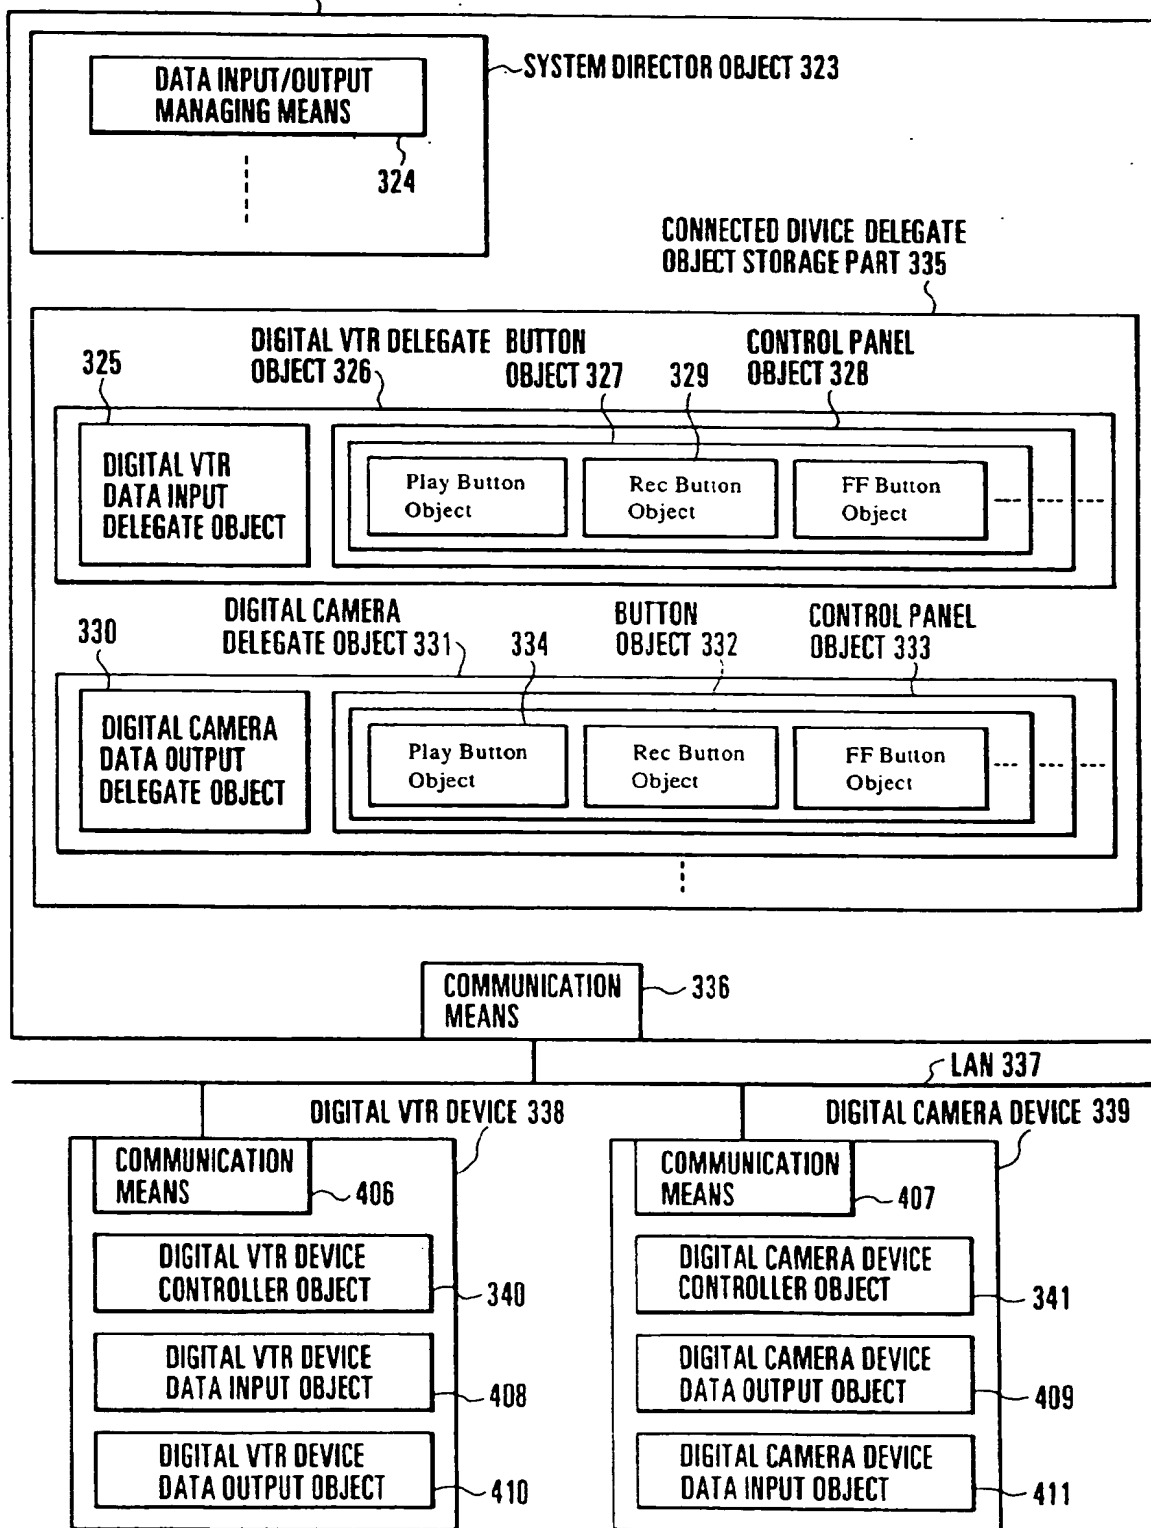 DATA INPUT/OUTPUT
MANAGING MEANS
324
SYSTEM DIRECTOR OBJECT 323
CONNECTED DIVICE DELEGATE
OBJECT STORAGE PART 335
325
DIGITAL VTR DELEGATE
OBJECT 326
BUTTON
OBJECT 327
329
CONTROL PANEL
OBJECT 328
DIGITAL VTR
DATA INPUT
DELEGATE OBJECT
Play Button
Object
Rec Button
Object
FF Button
Object
330
DIGITAL CAMERA
DELEGATE OBJECT 331
334
BUTTON
OBJECT 332
CONTROL PANEL
OBJECT 333
DIGITAL CAMERA
DATA OUTPUT
DELEGATE OBJECT
Play Button
Object
Rec Button
Object
FF Button
Object
COMMUNICATION
MEANS
336
LAN 337
DIGITAL VTR DEVICE 338
COMMUNICATION
MEANS
406
DIGITAL VTR DEVICE
CONTROLLER OBJECT
340
DIGITAL VTR DEVICE
DATA INPUT OBJECT
408
DIGITAL VTR DEVICE
DATA OUTPUT OBJECT
410
DIGITAL CAMERA DEVICE 339
COMMUNICATION
MEANS
407
DIGITAL CAMERA DEVICE
CONTROLLER OBJECT
341
DIGITAL CAMERA DEVICE
DATA OUTPUT OBJECT
409
DIGITAL CAMERA DEVICE
DATA INPUT OBJECT
411